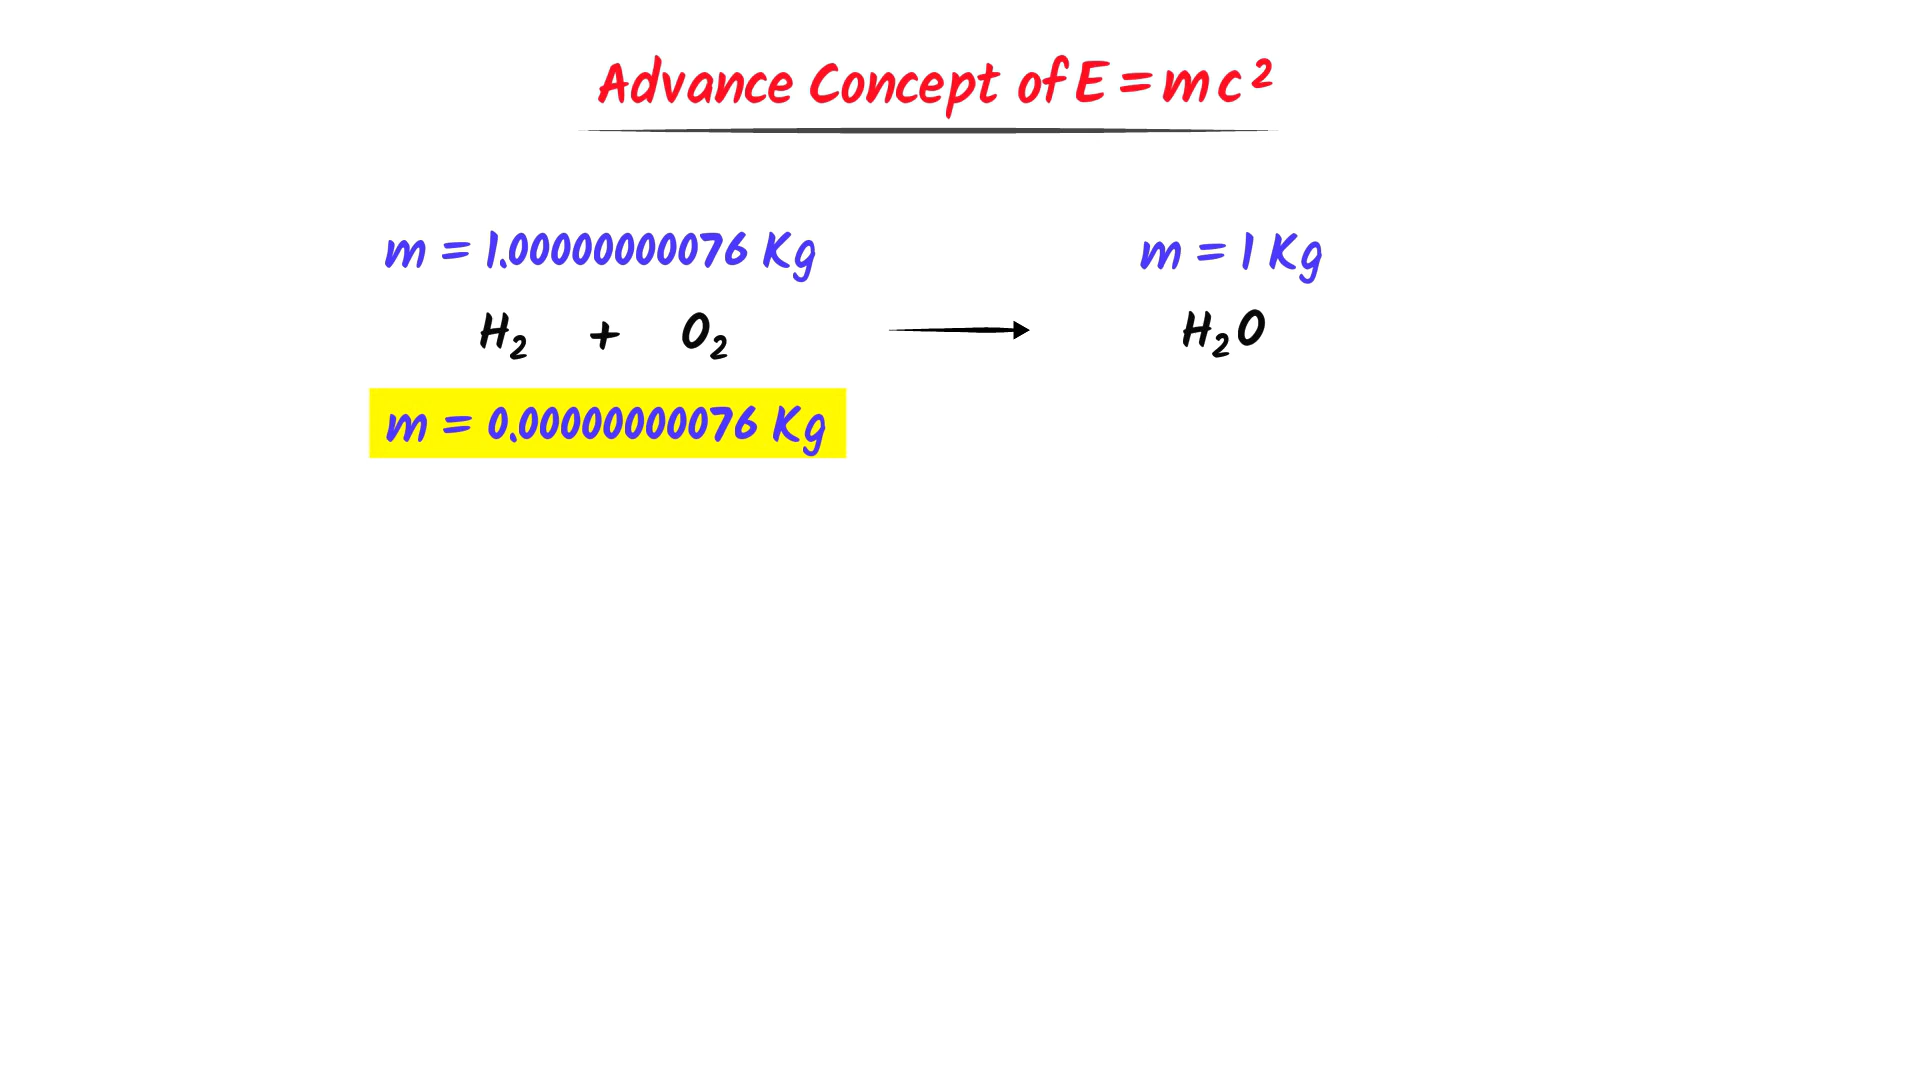 Advance Concept of E = mc²
m = 1.00000000076 Kg m = 1 Kg
H₂ + O₂ → H₂O
m = 0.00000000076 Kg